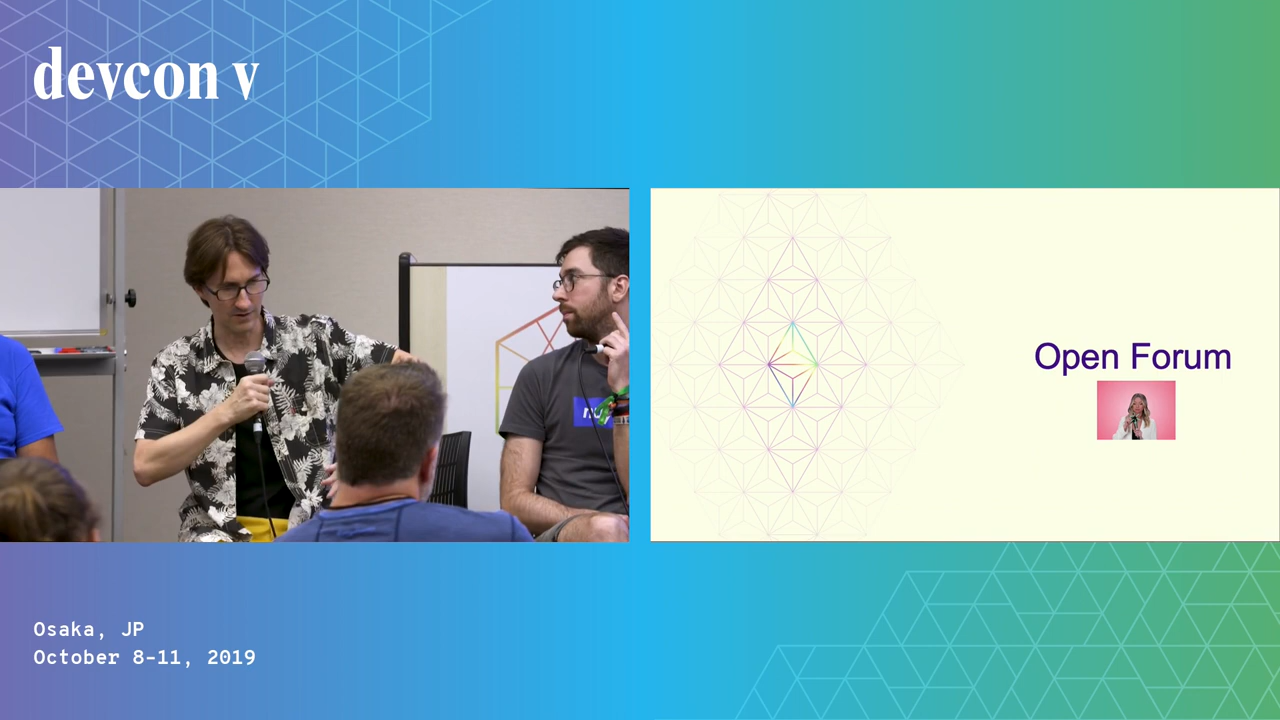 devcon v
Open Forum
Osaka, JP
October 8-11, 2019